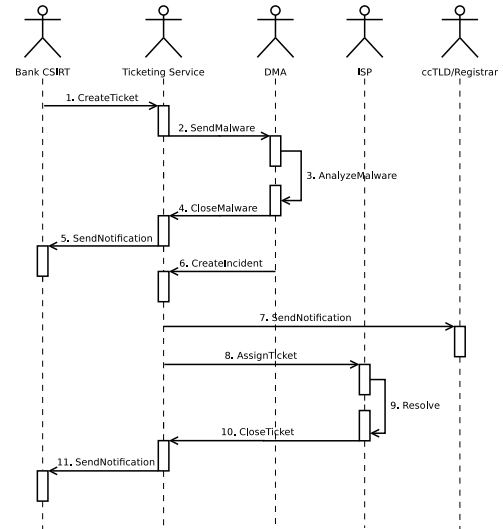 Bank CSIRT Ticketing Service DMA ISP ccTLD/Registrar
1. CreateTicket
2. SendMalware
3. AnalyzeMalware
4. CloseMalware
5. SendNotification
6. CreateIncident
7. SendNotification
8. AssignTicket
9. Resolve
10. CloseTicket
11. SendNotification